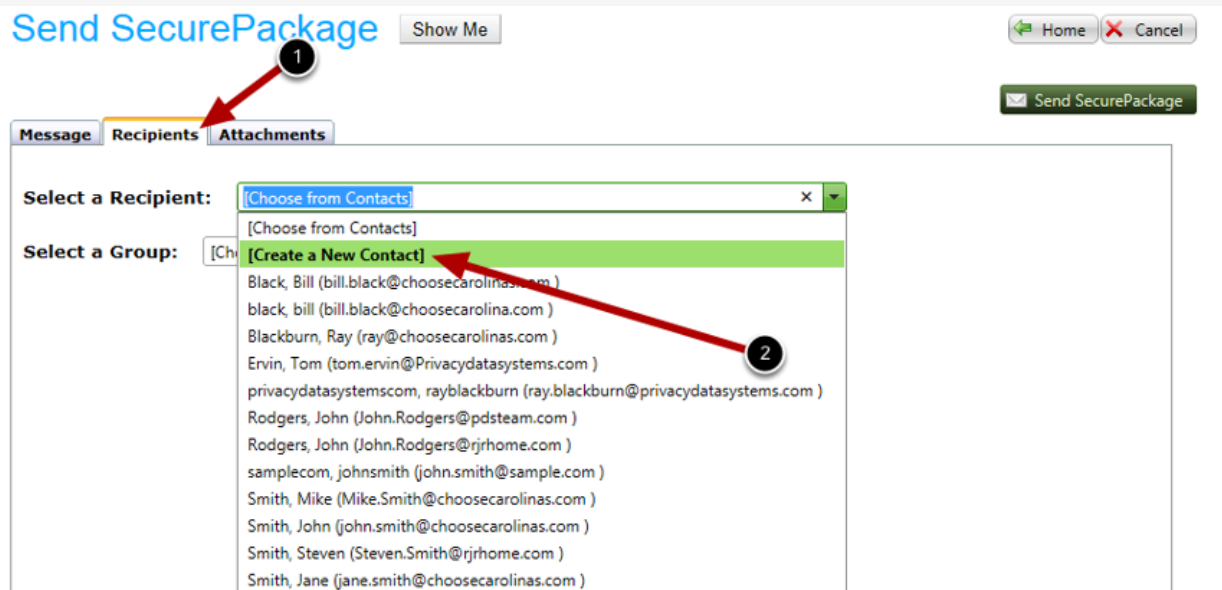 Send SecurePackage Show Me Home Cancel
1
Send SecurePackage
Message Recipients Attachments
Select a Recipient: [Choose from Contacts]
[Choose from Contacts]
Select a Group: [Create a New Contact]
Black, Bill (bill.black@choosecarolinas.com )
black, bill (bill.black@choosecarolina.com )
Blackburn, Ray (ray@choosecarolinas.com )
2
Ervin, Tom (tom.ervin@Privacydatasystems.com )
privacydatasystemscom, rayblackburn (ray.blackburn@privacydatasystems.com )
Rodgers, John (John.Rodgers@pdsteam.com )
Rodgers, John (John.Rodgers@rjrhome.com )
samplecom, johnsmith (john.smith@sample.com )
Smith, Mike (Mike.Smith@choosecarolinas.com )
Smith, John (john.smith@choosecarolinas.com )
Smith, Steven (Steven.Smith@rjrhome.com )
Smith, Jane (jane.smith@choosecarolinas.com )